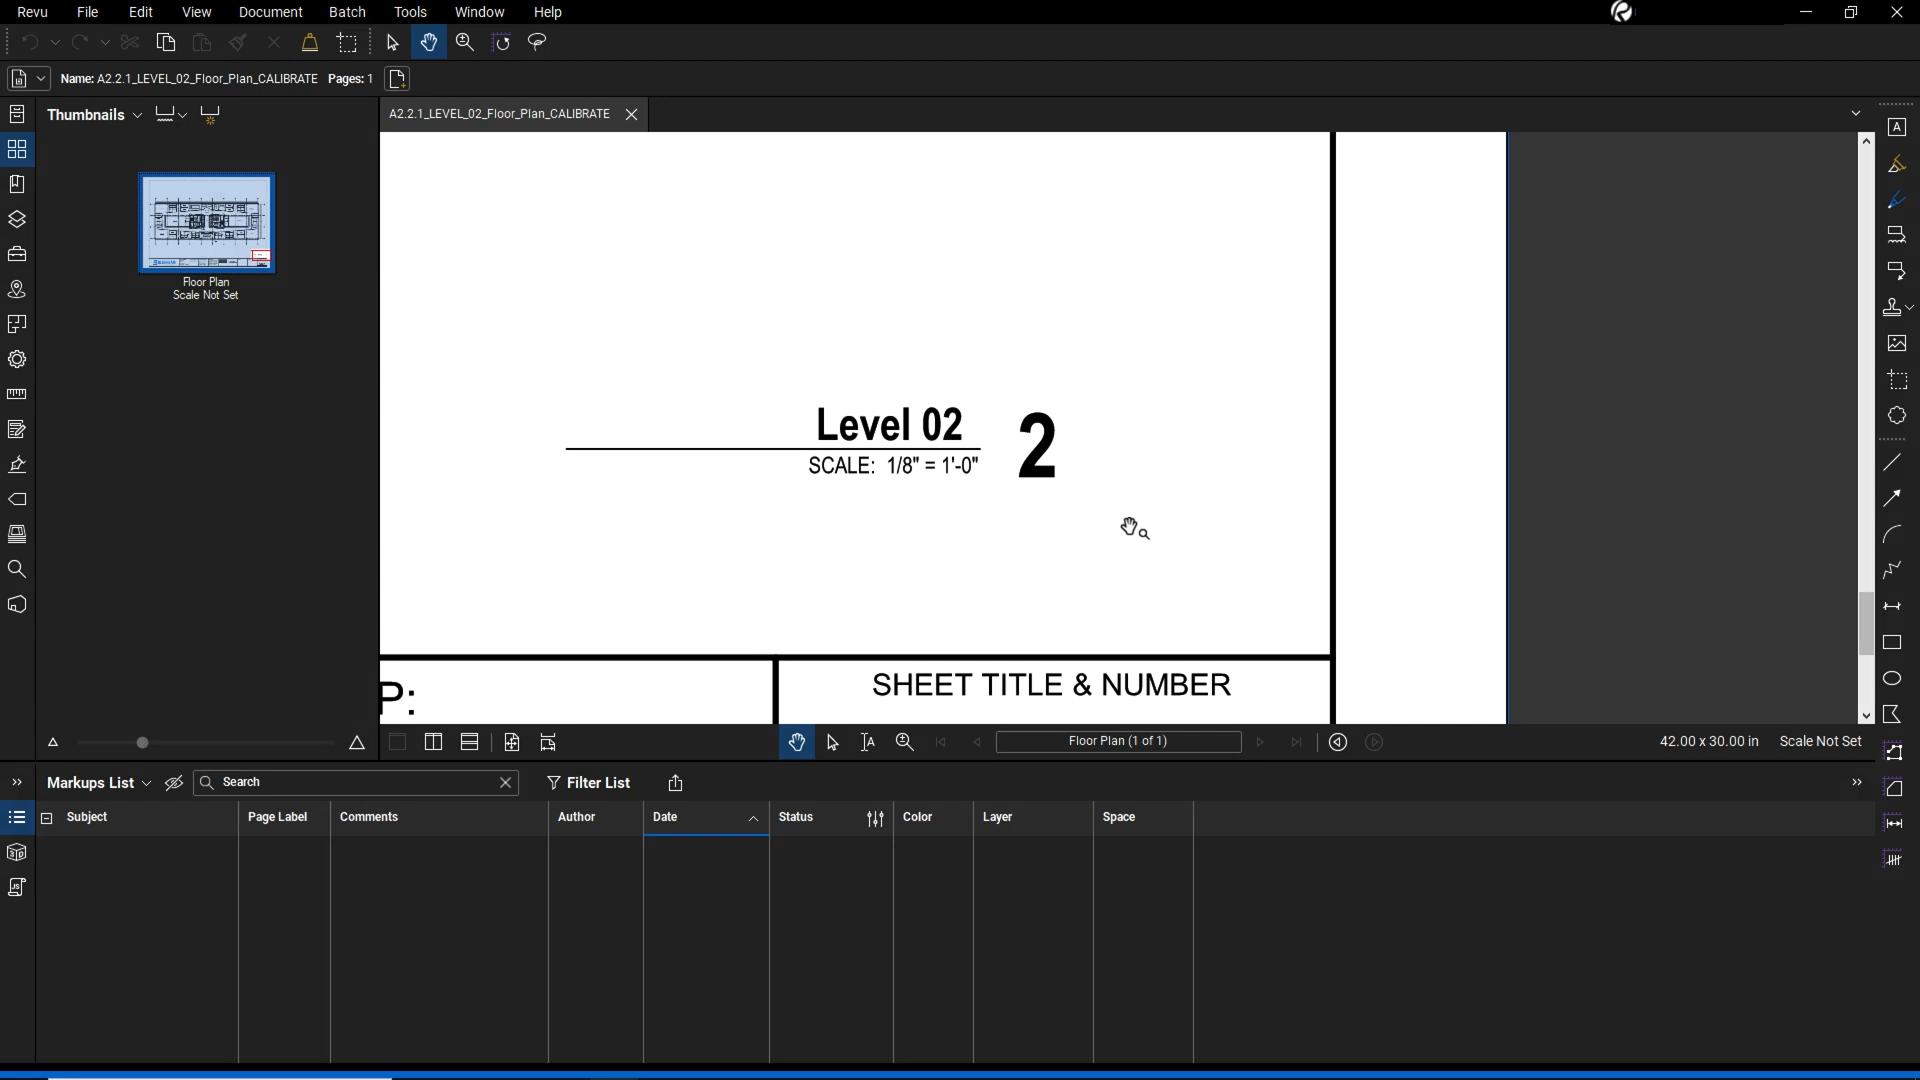 Revu File Edit View Document Batch Tools Window Help
Name: A2.2.1_LEVEL_02_Floor_Plan_CALIBRATE Pages: 1
Thumbnails
A2.2.1_LEVEL_02_Floor_Plan_CALIBRATE
Floor Plan
Scale Not Set
Level 02 2
SCALE: 1/8" = 1'-0"
P:
SHEET TITLE & NUMBER
Floor Plan (1 of 1)
42.00 x 30.00 in Scale Not Set
Markups List Search Filter List
Subject Page Label Comments Author Date Status Color Layer Space